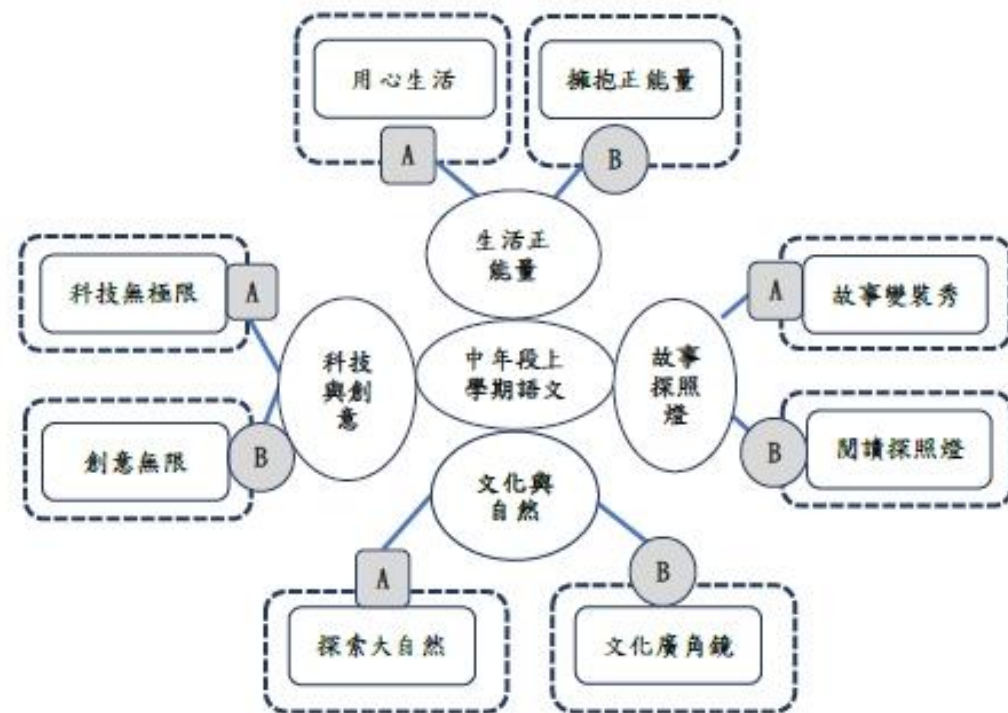 用心生活
擁抱正能量
A
B
生活正
能量
科技無極限
A
A
故事變裝秀
科技
與創
意
中年段上
學期語文
故事
探照
燈
創意無限
B
B
閱讀探照燈
文化與
自然
A
B
探索大自然
文化廣角鏡